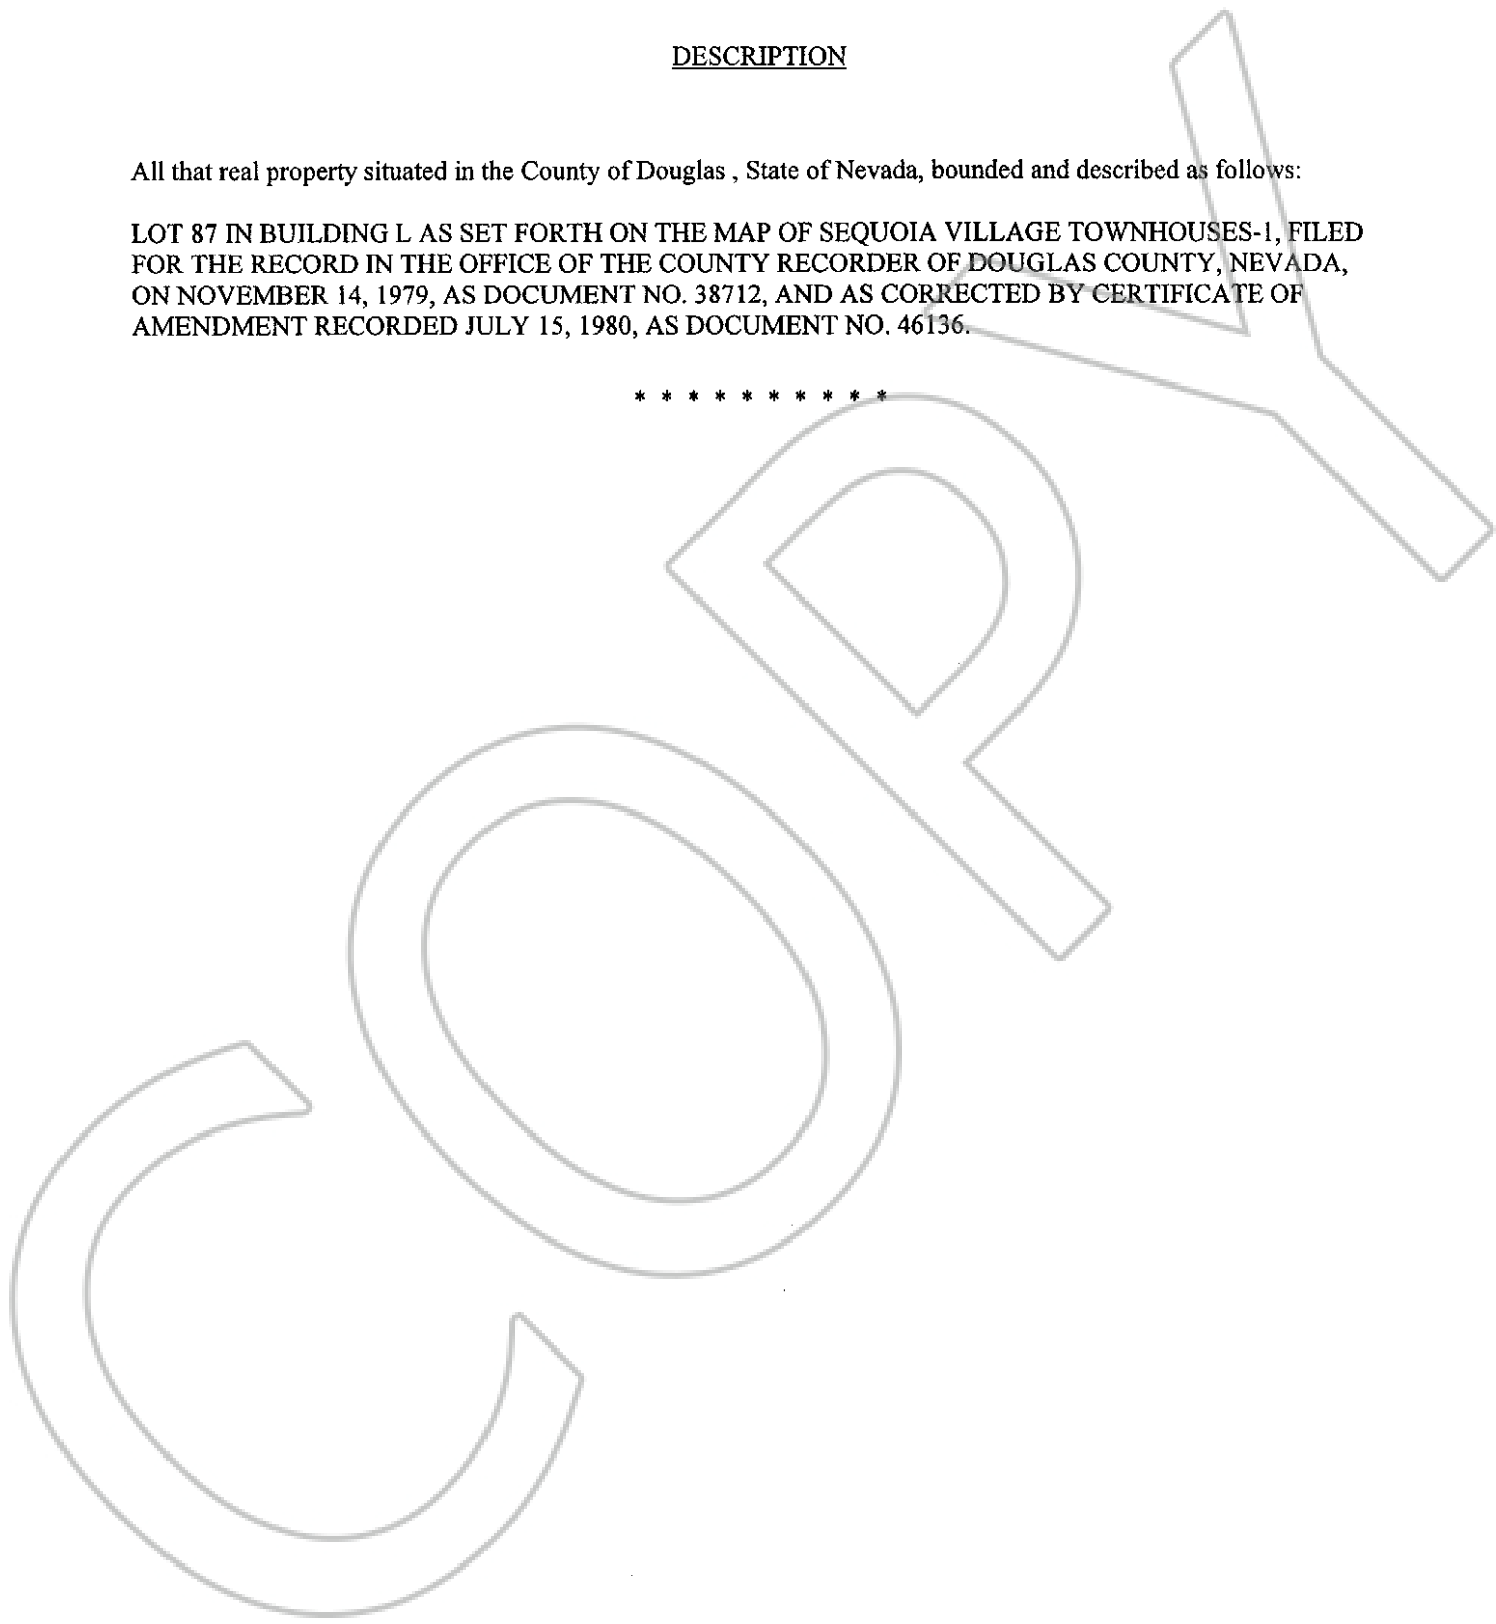 DESCRIPTION
All that real property situated in the County of Douglas , State of Nevada, bounded and described as follows:
LOT 87 IN BUILDING L AS SET FORTH ON THE MAP OF SEQUOIA VILLAGE TOWNHOUSES-1, FILED
FOR THE RECORD IN THE OFFICE OF THE COUNTY RECORDER OF DOUGLAS COUNTY, NEVADA,
ON NOVEMBER 14, 1979, AS DOCUMENT NO. 38712, AND AS CORRECTED BY CERTIFICATE OF
AMENDMENT RECORDED JULY 15, 1980, AS DOCUMENT NO. 46136.
* * * * * * * * * *
COPY